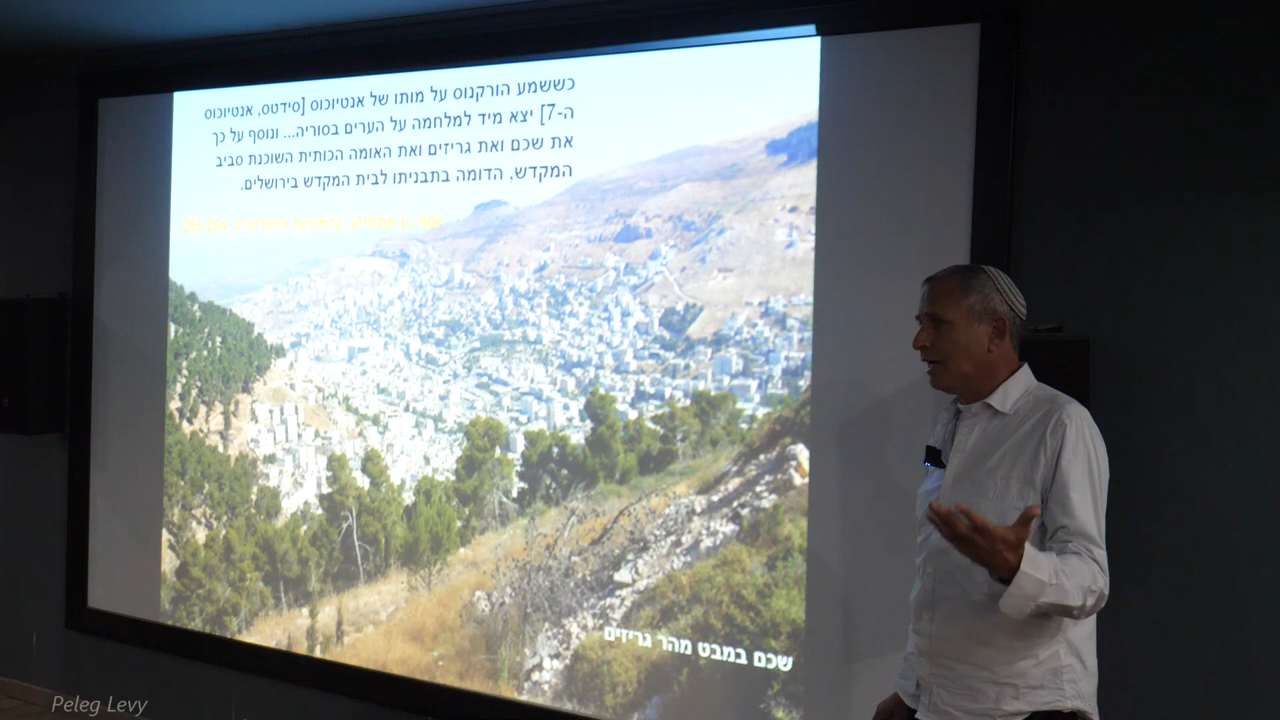 כששמע הורקנוס על מותו של אנטיוכוס [סידטס, אנטיוכוס
ה-7] יצא מיד למלחמה על הערים בסוריה... ונוסף על כך
את שכם ואת גריזים ואת האומה הכותית השוכנת סביב
המקדש, הדומה בתבניתו לבית המקדש בירושלים.
שכם במבט מהר גריזים
Peleg Levy